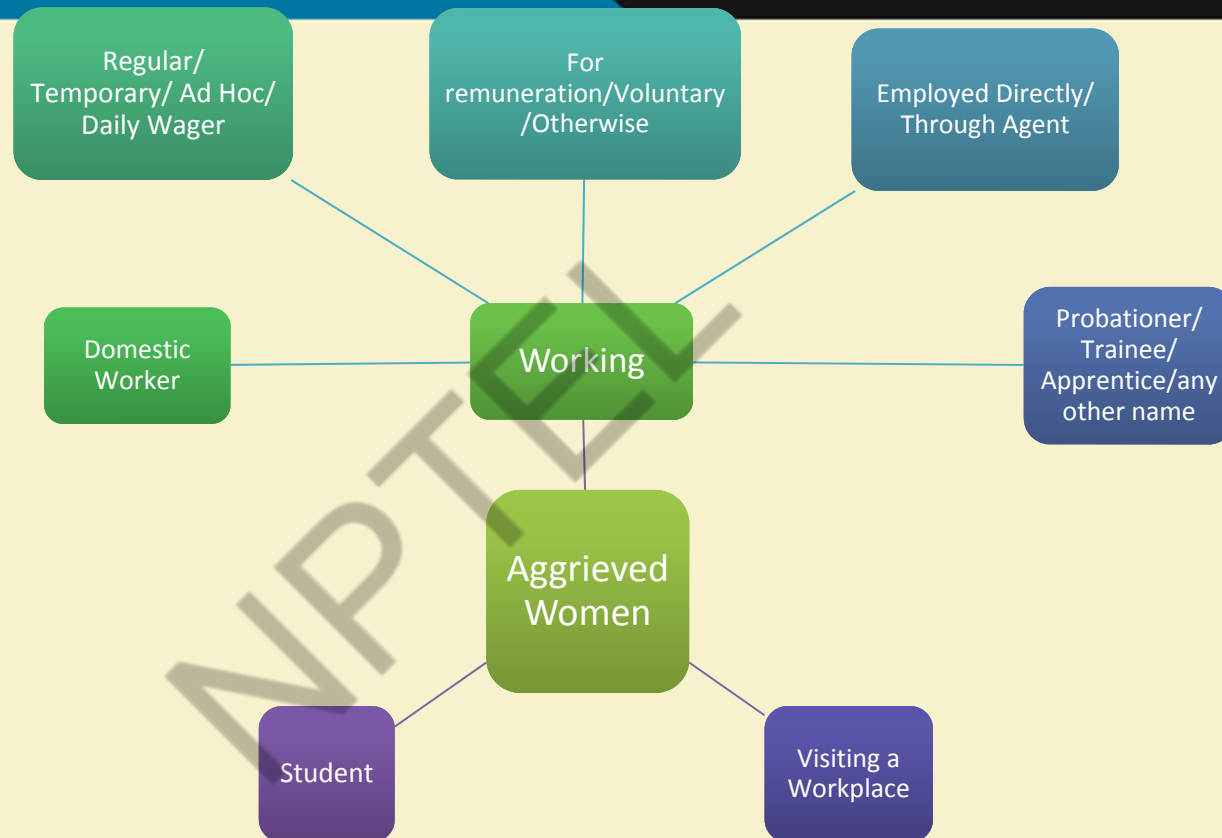 Regular/
Temporary/ Ad Hoc/
Daily Wager
For
remuneration/Voluntary
/Otherwise
Employed Directly/
Through Agent
Domestic
Worker
Working
Probationer/
Trainee/
Apprentice/any
other name
Aggrieved
Women
Student
Visiting a
Workplace
NPTEL